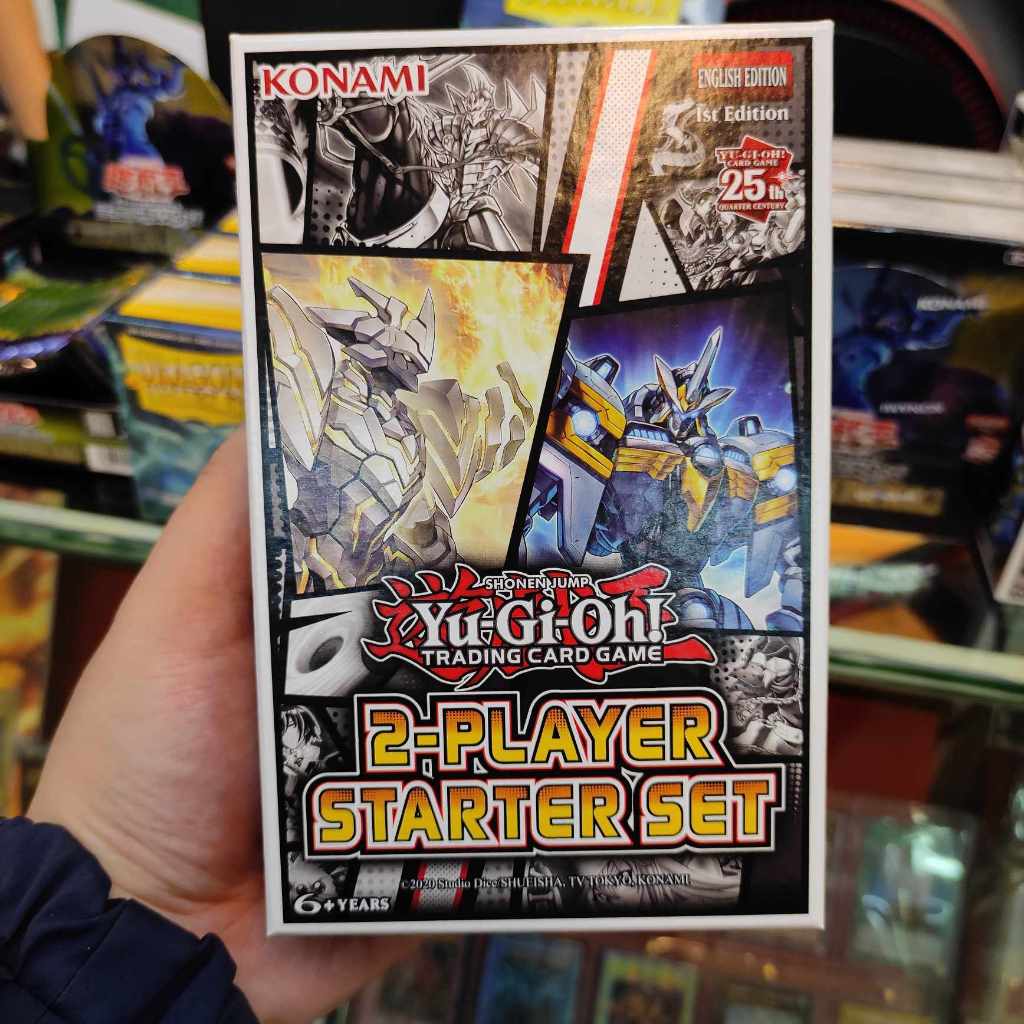 KONAMI
ENGLISH EDITION
1st Edition
YU-GI-OH!
CARD GAME
25th
QUARTER CENTURY
SHONEN JUMP
Yu-Gi-Oh!
TRADING CARD GAME
2-PLAYER
STARTER SET
©2020 Studio Dice/SHUEISHA, TV TOKYO, KONAMI
6+YEARS
KONAMI